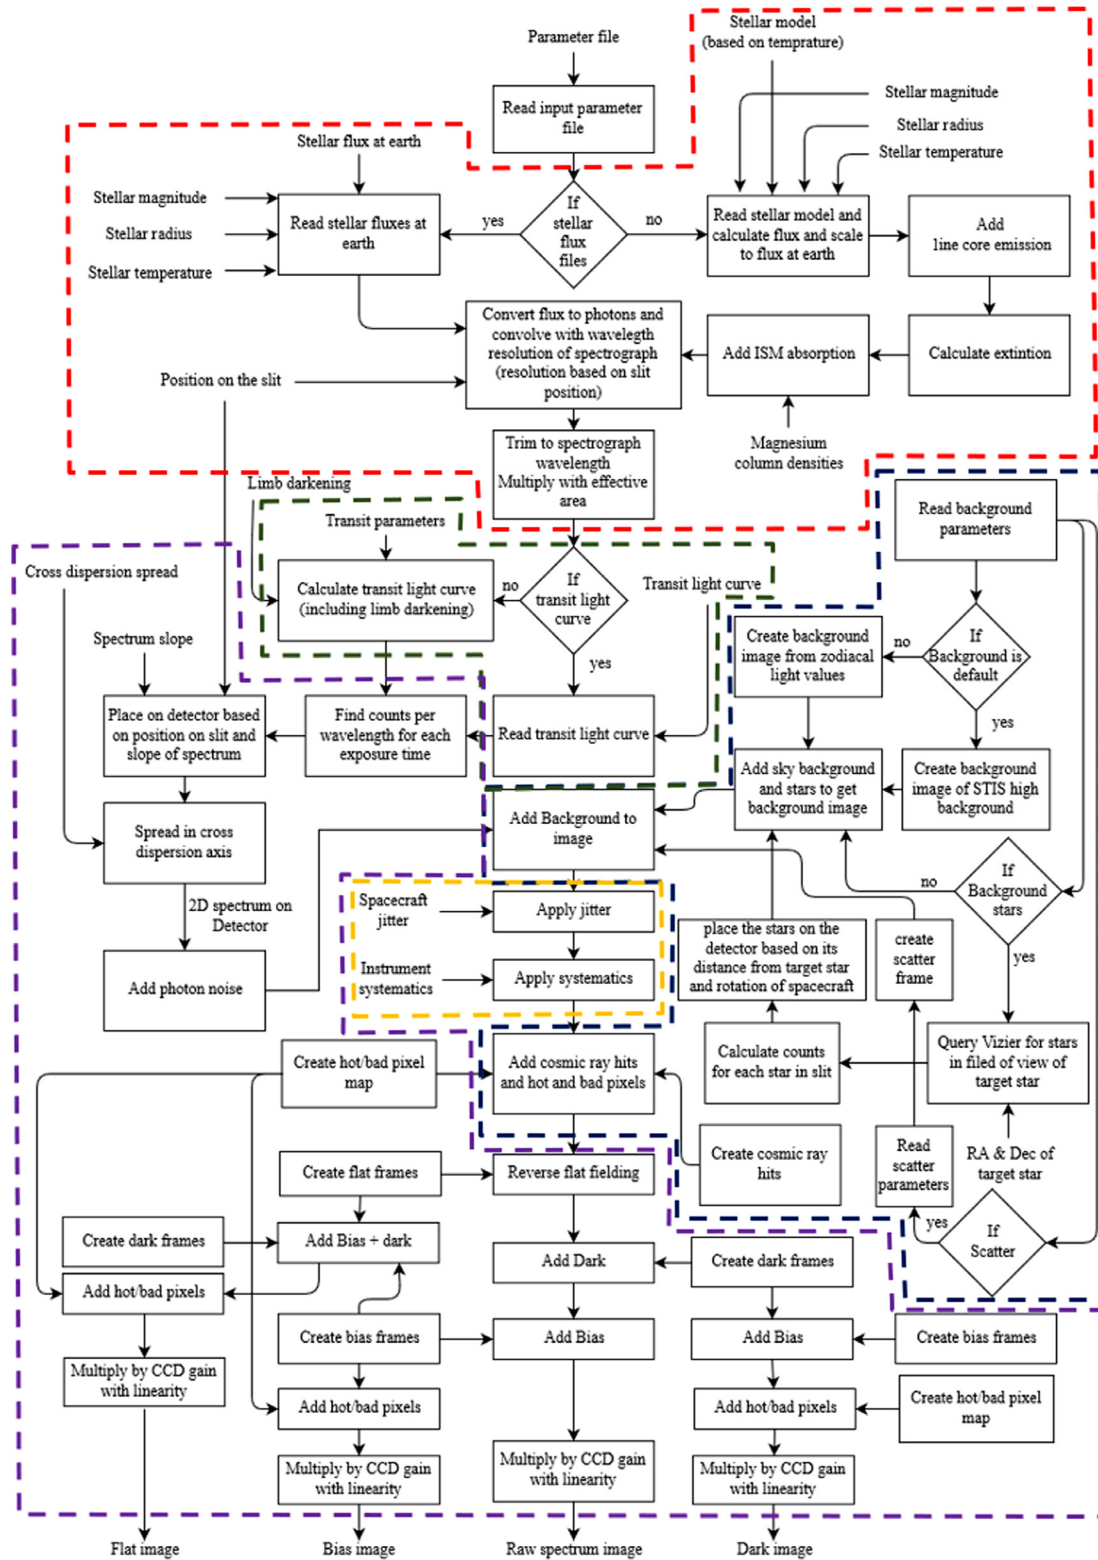 Parameter file
Stellar model
(based on temprature)
Read input parameter
file
Stellar magnitude
Stellar radius
Stellar temperature
Stellar flux at earth
Stellar magnitude
Stellar radius
Stellar temperature
Read stellar fluxes at
earth
yes
If
stellar
flux
files
no
Read stellar model and
calculate flux and scale
to flux at earth
Add
line core emission
Convert flux to photons and
convolve with wavelegth
resolution of spectrograph
(resolution based on slit
position)
Add ISM absorption
Calculate extintion
Position on the slit
Magnesium
column densities
Trim to spectrograph
wavelength
Multiply with effective
area
Limb darkening
Transit parameters
Read background
parameters
Cross dispersion spread
Calculate transit light curve
(including limb darkening)
no
If
transit light
curve
Transit light curve
yes
Spectrum slope
Create background
image from zodiacal
light values
no
If
Background is
default
yes
Place on detector based
on position on slit and
slope of spectrum
Find counts per
wavelength for each
exposure time
Read transit light curve
Add sky background
and stars to get
background image
Create background
image of STIS high
background
Spread in cross
dispersion axis
Add Background to
image
no
If
Background
stars
yes
2D spectrum on
Detector
Spacecraft
jitter
Apply jitter
place the stars on the
detector based on its
distance from target star
and rotation of spacecraft
create
scatter
frame
Add photon noise
Instrument
systematics
Apply systematics
Create hot/bad pixel
map
Add cosmic ray hits
and hot and bad pixels
Calculate counts
for each star in slit
Query Vizier for stars
in filed of view of
target star
Create flat frames
Reverse flat fielding
Create cosmic ray
hits
Read
scatter
parameters
RA & Dec of
target star
yes
If
Scatter
Create dark frames
Add Bias + dark
Add Dark
Create dark frames
Add hot/bad pixels
Create bias frames
Add Bias
Add Bias
Create bias frames
Multiply by CCD gain
with linearity
Add hot/bad pixels
Add hot/bad pixels
Create hot/bad pixel
map
Multiply by CCD gain
with linearity
Multiply by CCD gain
with linearity
Multiply by CCD gain
with linearity
Flat image
Bias image
Raw spectrum image
Dark image